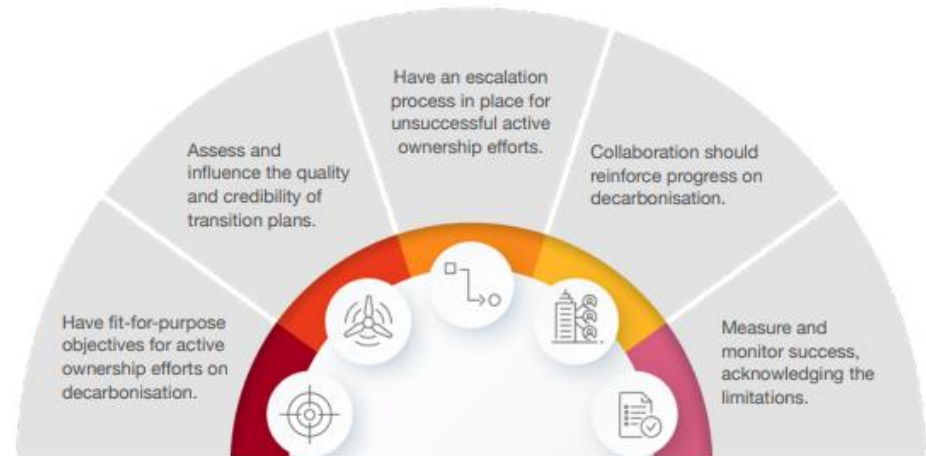 Have fit-for-purpose
objectives for active
ownership efforts on
decarbonisation.
Assess and
influence the quality
and credibility of
transition plans.
Have an escalation
process in place for
unsuccessful active
ownership efforts.
Collaboration should
reinforce progress on
decarbonisation.
Measure and
monitor success,
acknowledging the
limitations.